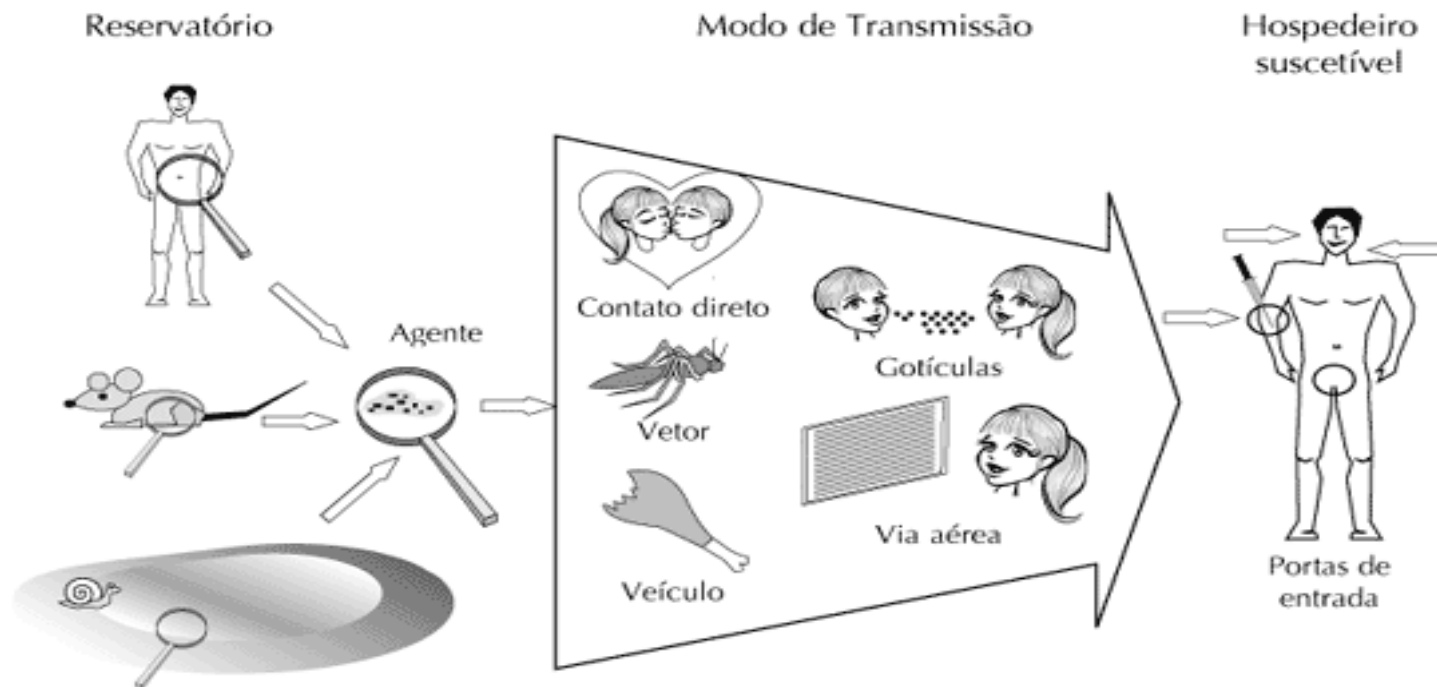 Reservatório
Modo de Transmissão
Hospedeiro
suscetível
Agente
Contato direto
Gotículas
Vetor
Via aérea
Veículo
Portas de
entrada